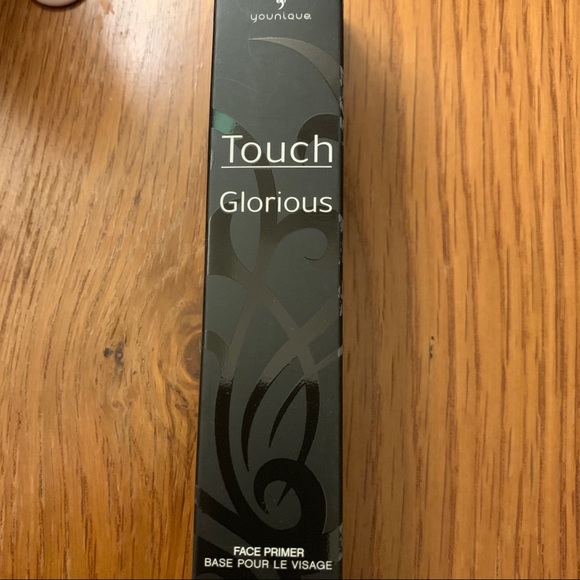 younique
Touch
Glorious
FACE PRIMER
BASE POUR LE VISAGE